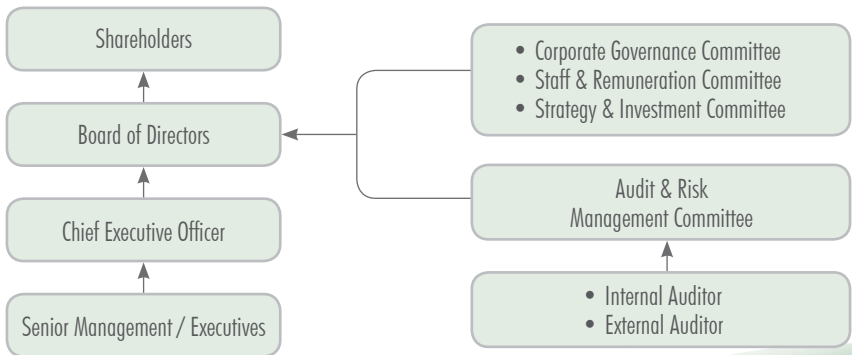 Shareholders
Board of Directors
Chief Executive Officer
Senior Management / Executives
• Corporate Governance Committee
• Staff & Remuneration Committee
• Strategy & Investment Committee
Audit & Risk
Management Committee
• Internal Auditor
• External Auditor